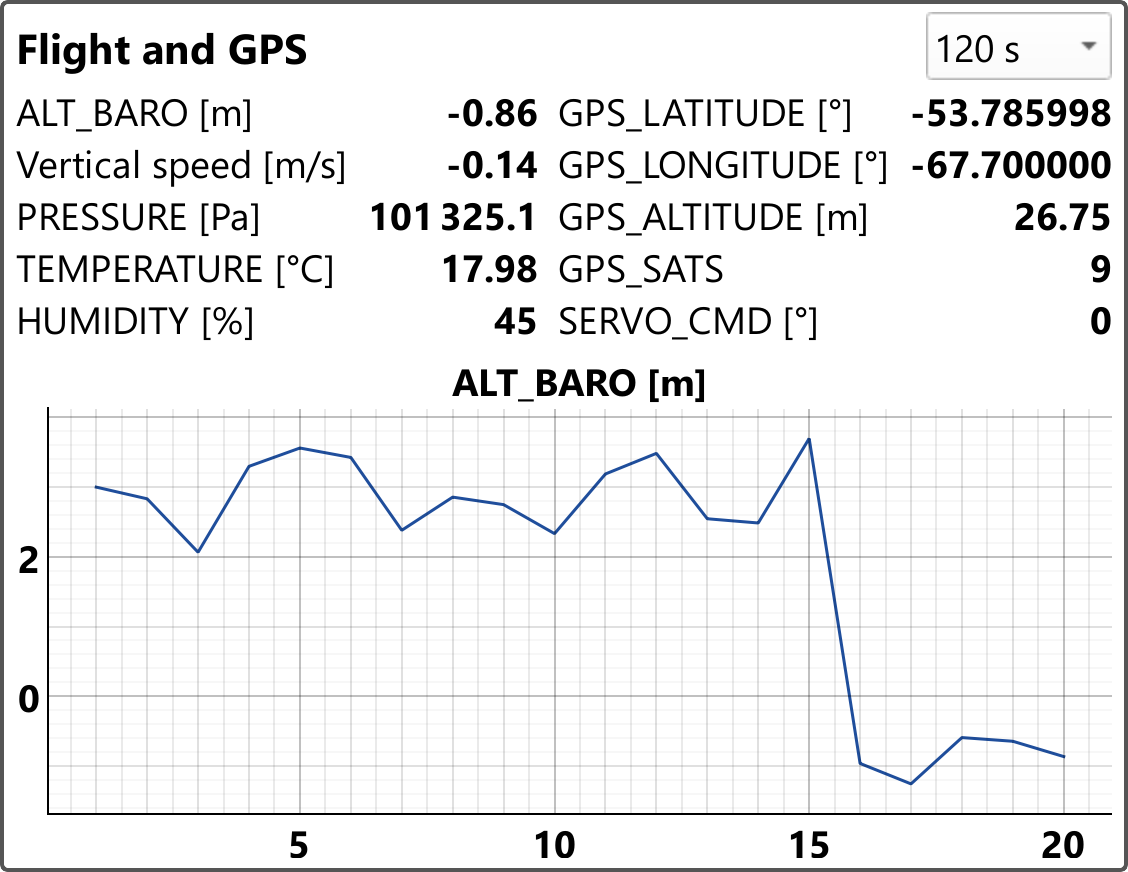 Flight and GPS
120 s
ALT_BARO [m] -0.86 GPS_LATITUDE [°] -53.785998
Vertical speed [m/s] -0.14 GPS_LONGITUDE [°] -67.700000
PRESSURE [Pa] 101 325.1 GPS_ALTITUDE [m] 26.75
TEMPERATURE [°C] 17.98 GPS_SATS 9
HUMIDITY [%] 45 SERVO_CMD [°] 0
ALT_BARO [m]
2
0
5 10 15 20